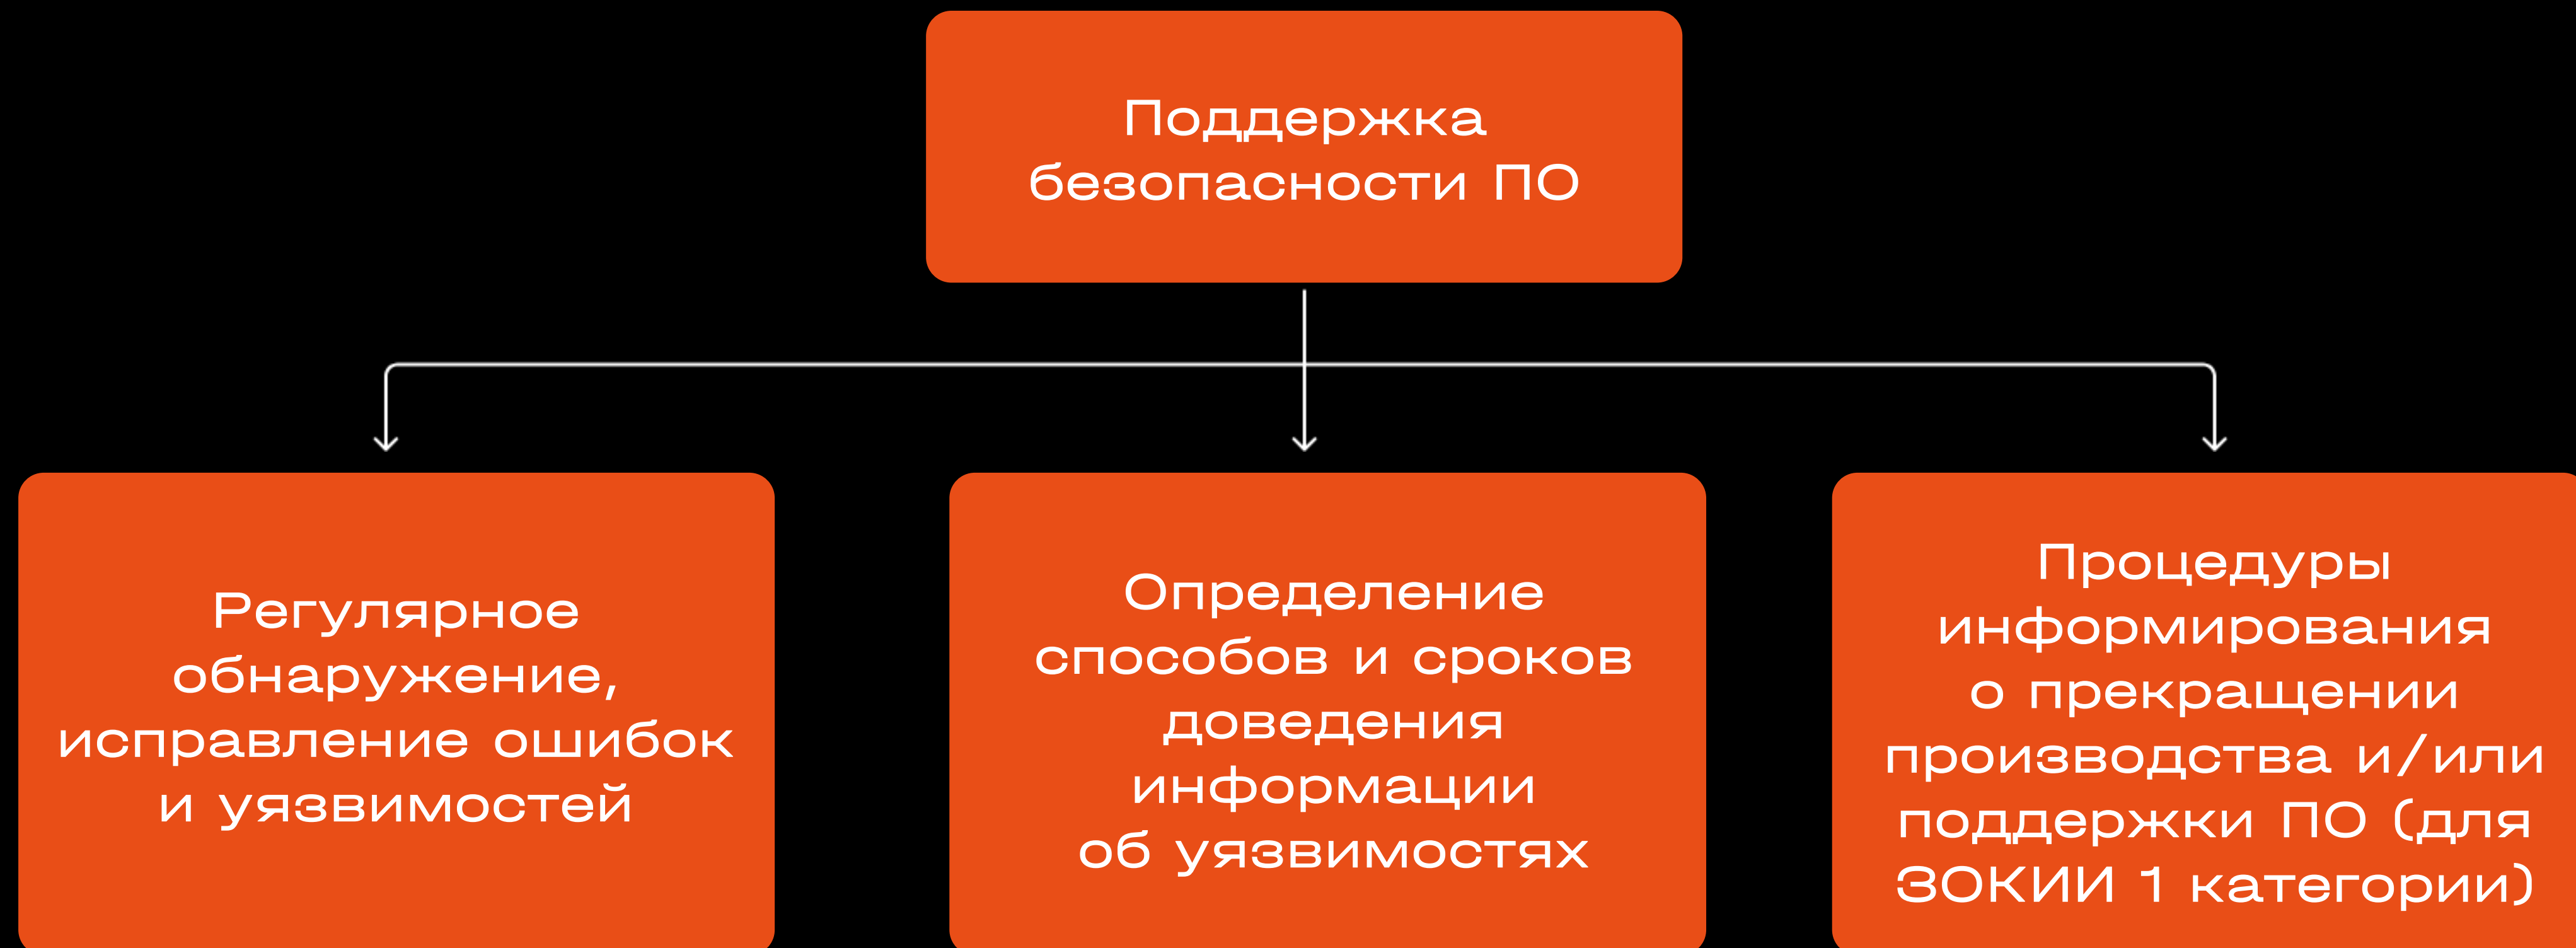 Поддержка
безопасности ПО
Регулярное
обнаружение,
исправление ошибок
и уязвимостей
Определение
способов и сроков
доведения
информации
об уязвимостях
Процедуры
информирования
о прекращении
производства и/или
поддержки ПО (для
ЗОКИИ 1 категории)